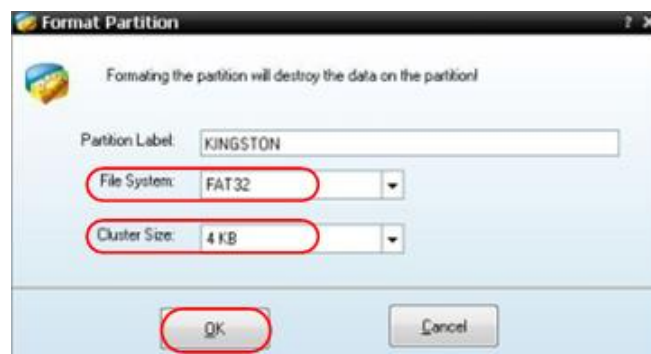 Format Partition ? X
Formating the partition will destroy the data on the partition!
Partition Label: KINGSTON
File System: FAT32
Cluster Size: 4 KB
OK Cancel